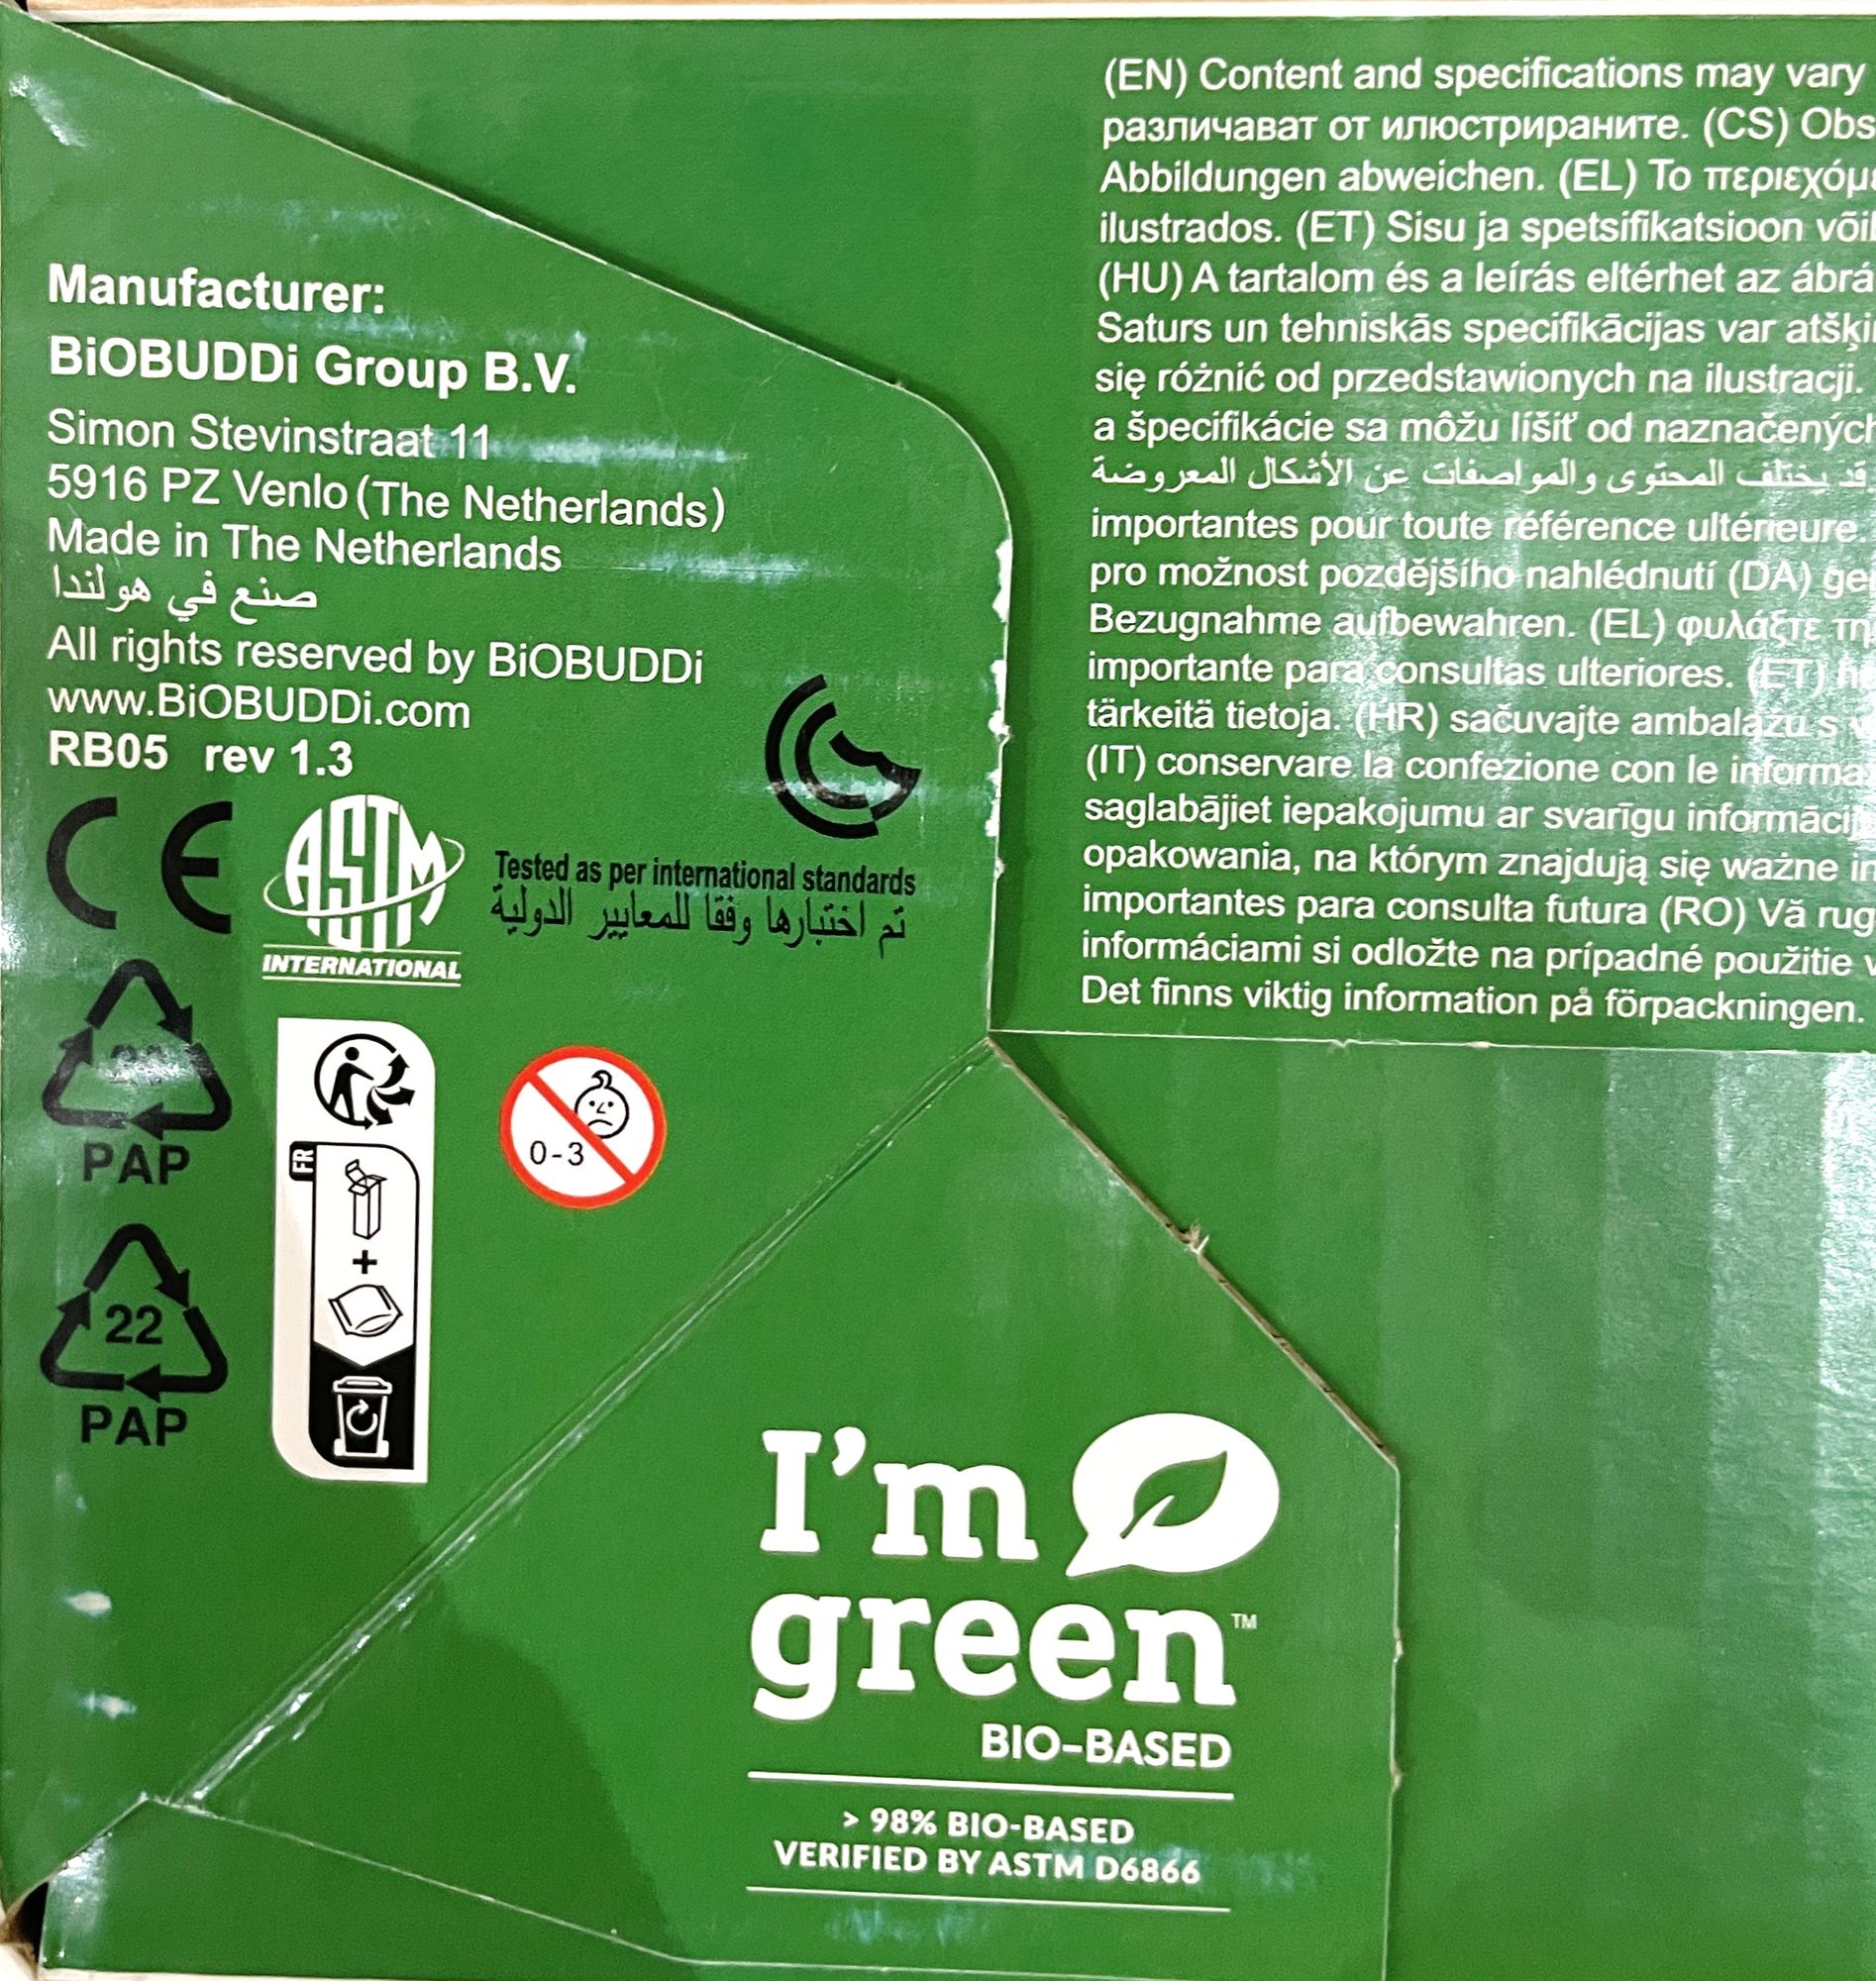 Manufacturer:
BiOBUDDi Group B.V.
Simon Stevinstraat 11
5916 PZ Venlo (The Netherlands)
Made in The Netherlands
صنع في هولندا
All rights reserved by BiOBUDDi
www.BiOBUDDi.com
RB05 rev 1.3
CE
ASTM
INTERNATIONAL
Tested as per international standards
تم اختبارها وفقا للمعايير الدولية
PAP
22
PAP
FR
+
0-3
(EN) Content and specifications may vary
различават от илюстрираните. (CS)
Abbildungen abweichen. (EL) Το
ilustrados. (ET) Sisu ja spetsifikatsioon
(HU) A tartalom és a leírás eltérhet az
Saturs un tehniskās specifikācijas var
się różnić od przedstawionych na ilustracji.
a špecifikácie sa môžu líšiť od naznačených
قد يختلف المحتوى والمواصفات عن الأشكال المعروضة
importantes pour toute référence ultérieure.
pro možnost pozdějšího nahlédnutí (DA)
Bezugnahme aufbewahren. (EL) φυλάξτε
importante para consultas ulteriores. (ET)
tärkeitä tietoja. (HR) sačuvajte ambalažu s
(IT) conservare la confezione con le
saglabājiet iepakojumu ar svarīgu
opakowania, na którym znajdują się ważne
importantes para consulta futura (RO) Vă
informáciami si odložte na prípadné použitie
Det finns viktig information på förpackningen.
I'm
green™
BIO-BASED
> 98% BIO-BASED
VERIFIED BY ASTM D6866